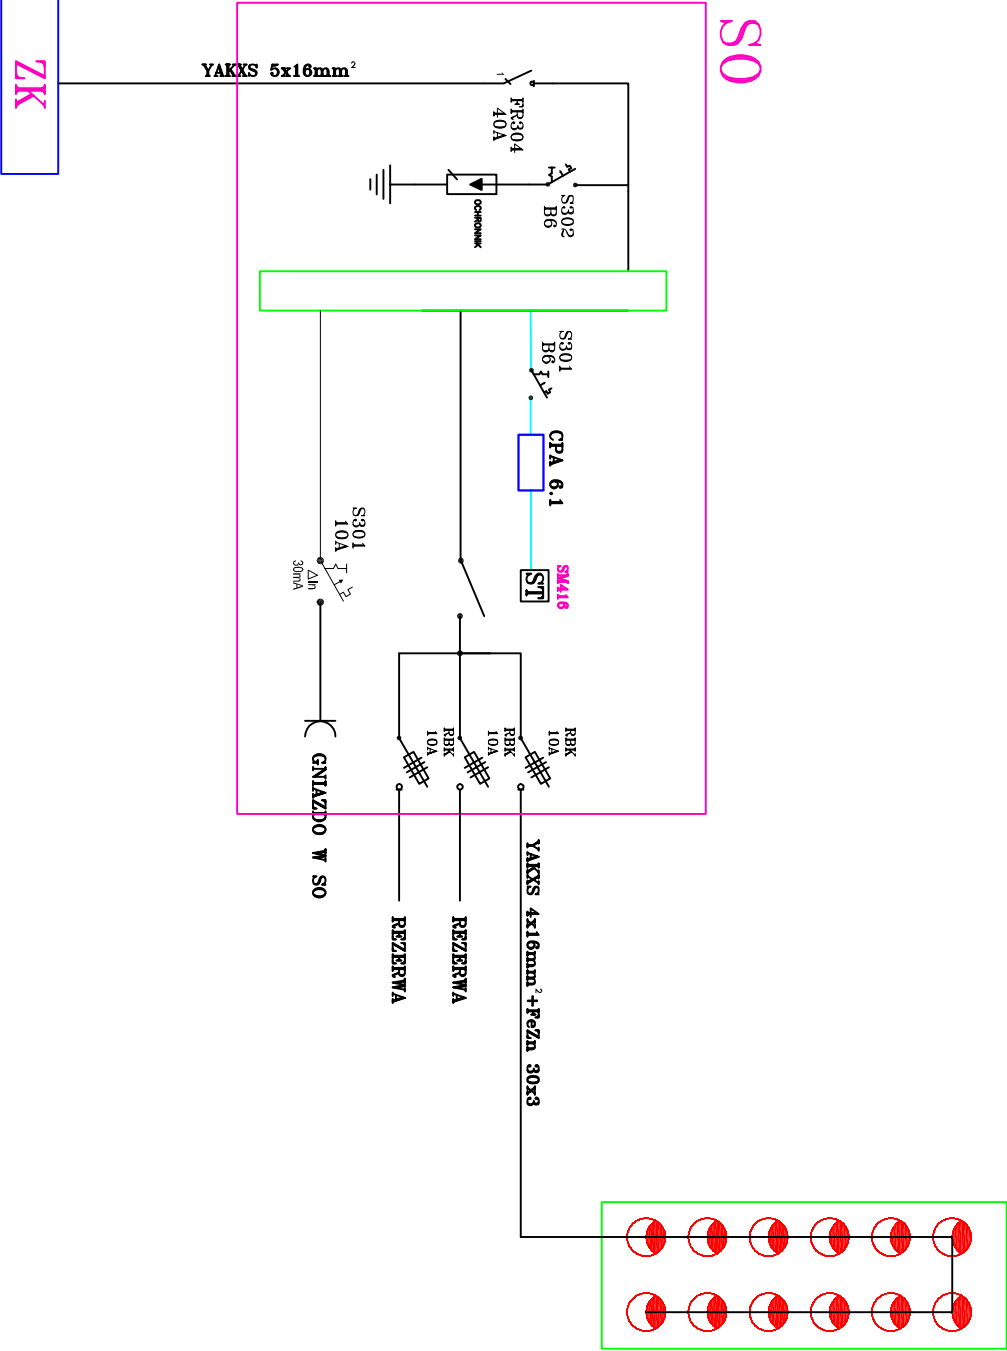 SO
ZK
YAKXS 5x16mm²
FR304
40A
S302
B6
OCHRONNIK
S301
B6
CPA 6.1
SM416
ST
S301
10A
ΔIn
30mA
RBK
10A
RBK
10A
RBK
10A
GNIAZDO W SO
REZERWA
REZERWA
YAKXS 4x16mm²+FeZn 30x3